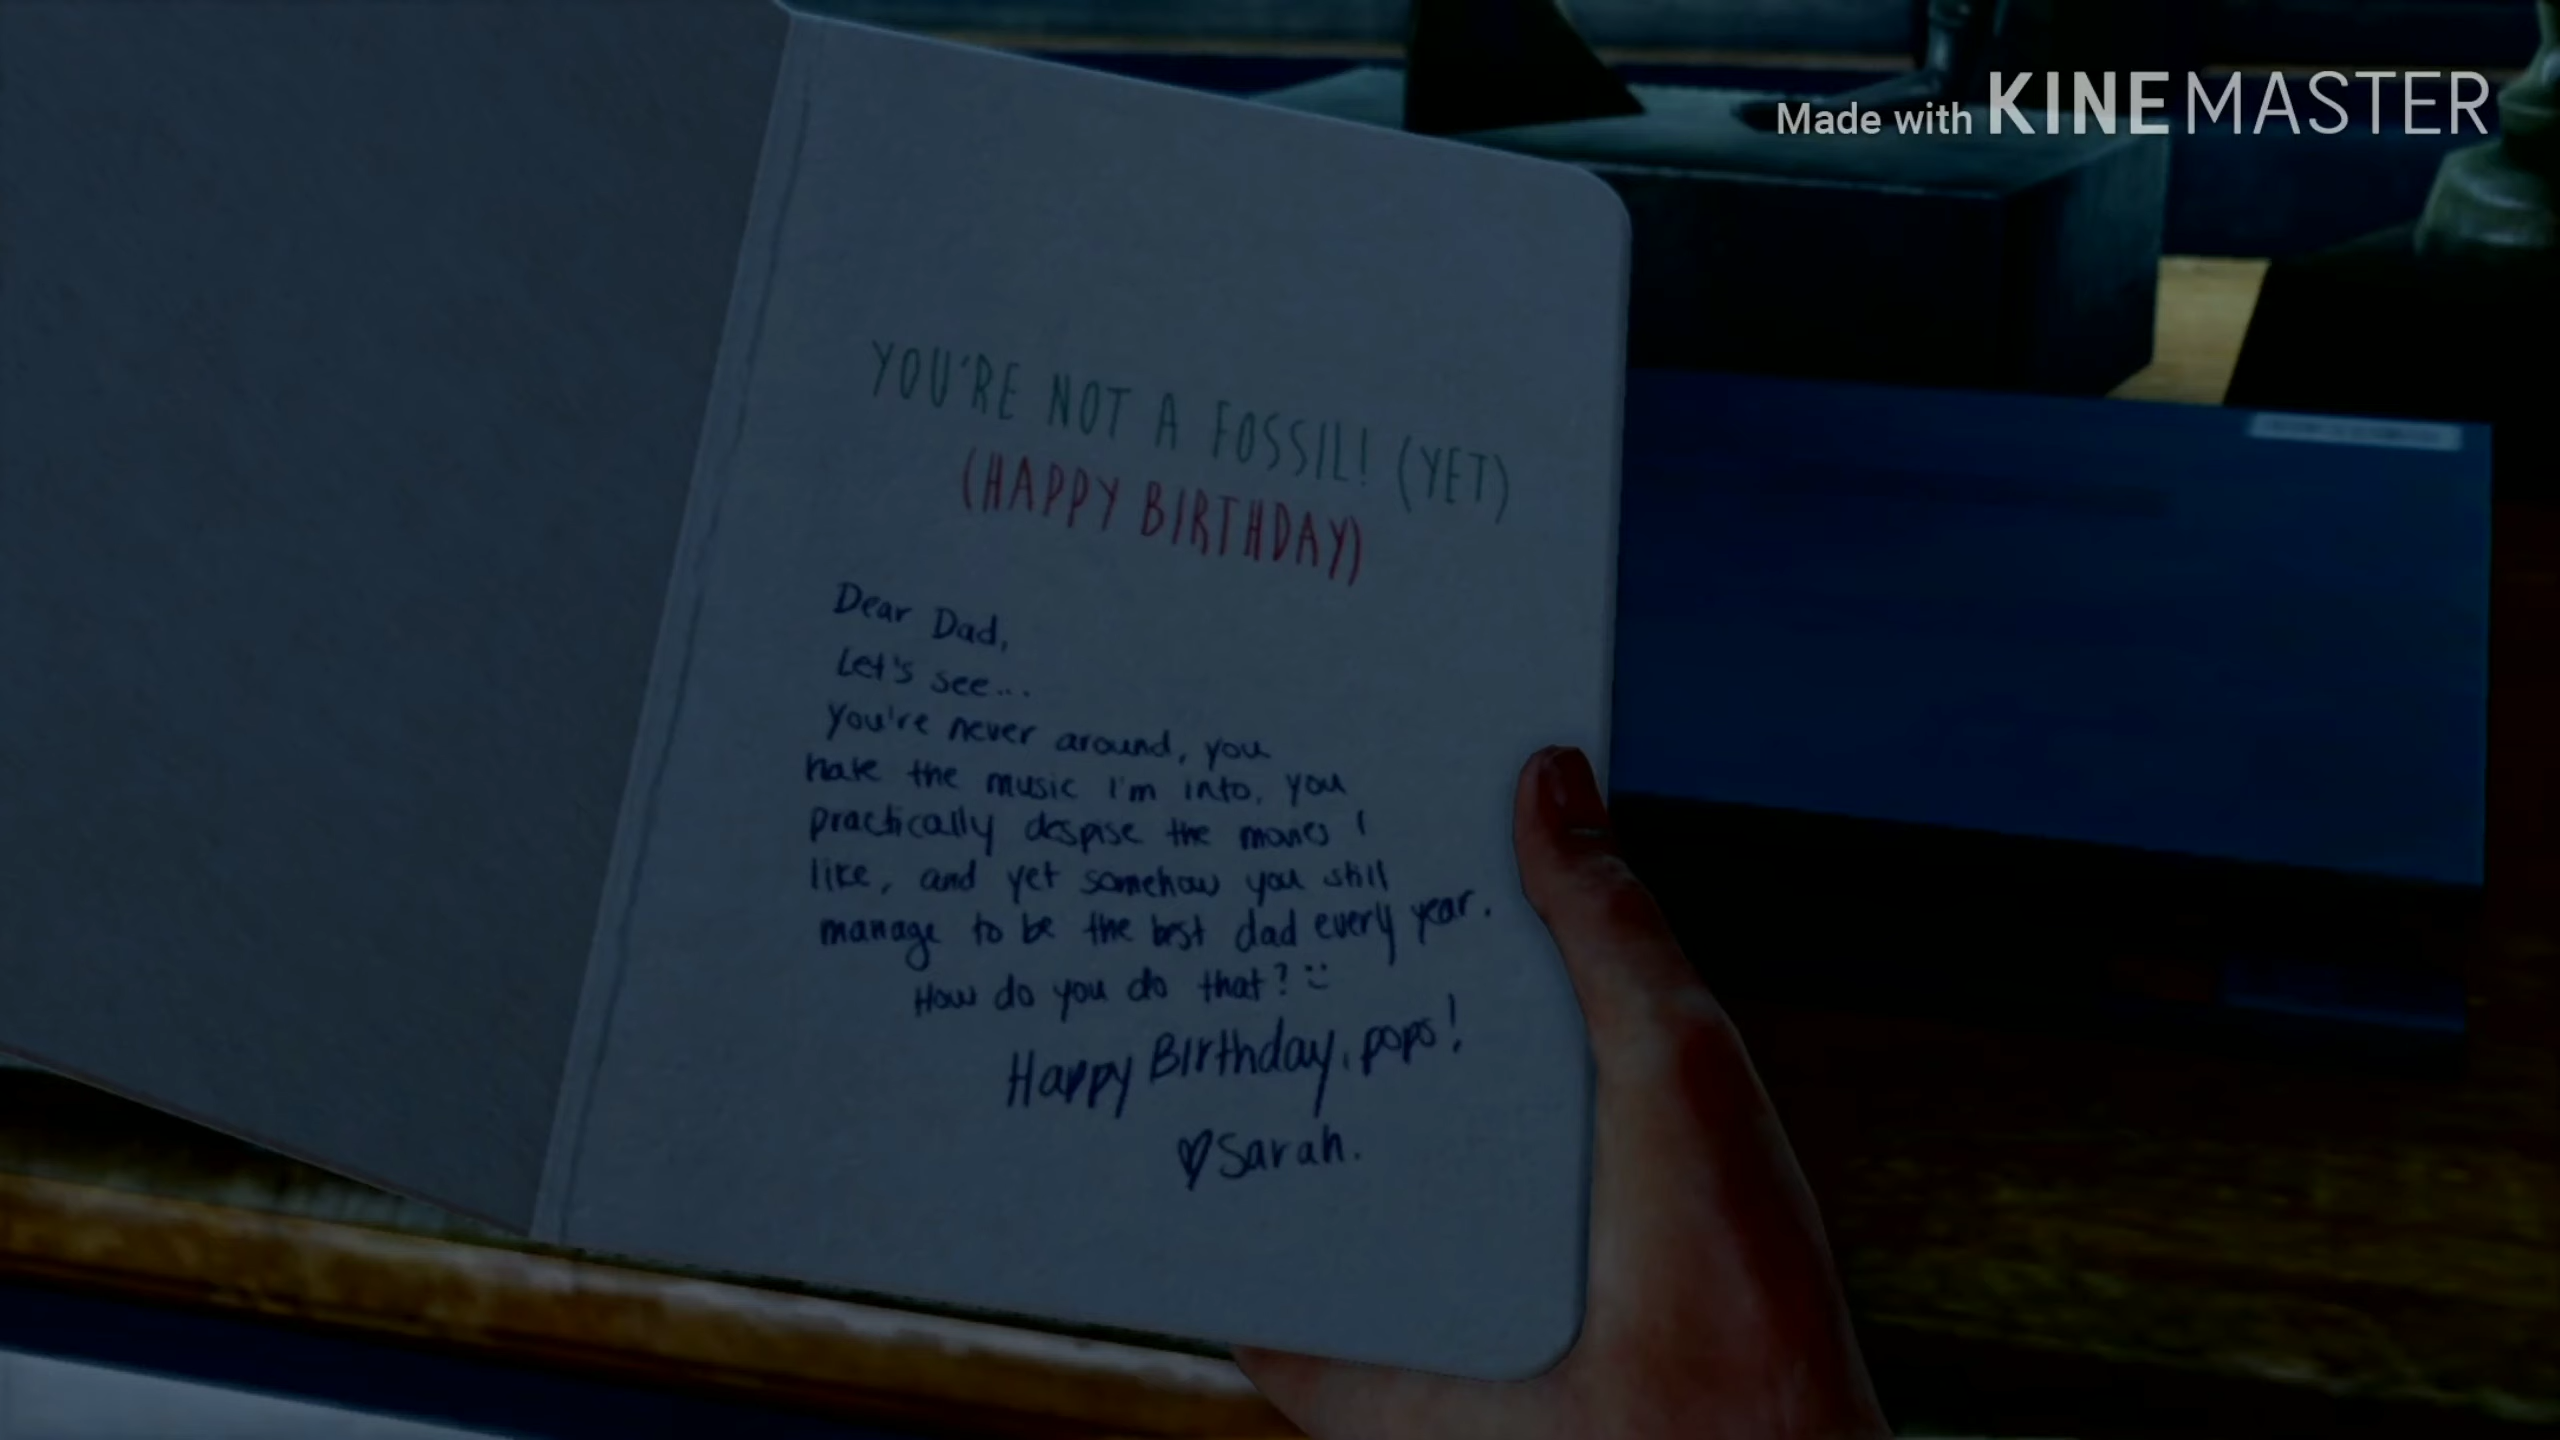 Made with KINEMASTER
YOU'RE NOT A FOSSIL! (YET)
(HAPPY BIRTHDAY)
Dear Dad,
Let's see...
You're never around, you
hate the music I'm into, you
practically despise the movies I
like, and yet somehow you still
manage to be the best dad every year.
How do you do that? :)
Happy Birthday, pops!
♡Sarah.